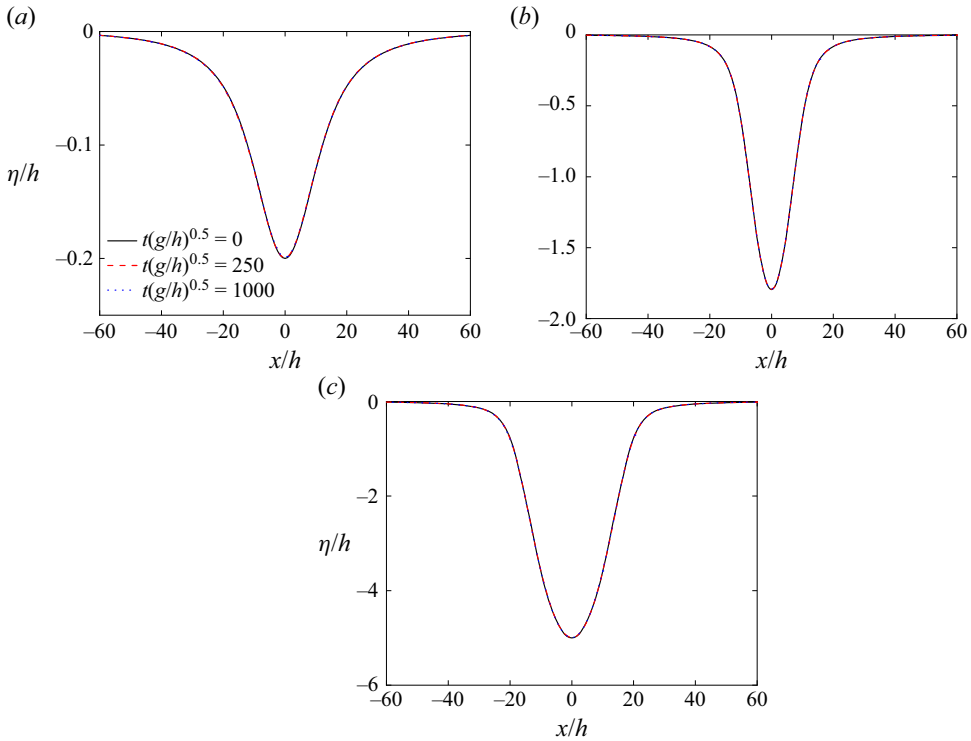 (a)
0
–0.1
η/h
–0.2
t(g/h)^0.5 = 0
t(g/h)^0.5 = 250
t(g/h)^0.5 = 1000
–60 –40 –20 0 20 40 60
x/h
(b)
0
–0.5
–1.0
–1.5
–2.0
–60 –40 –20 0 20 40 60
x/h
(c)
0
–2
η/h
–4
–6
–60 –40 –20 0 20 40 60
x/h